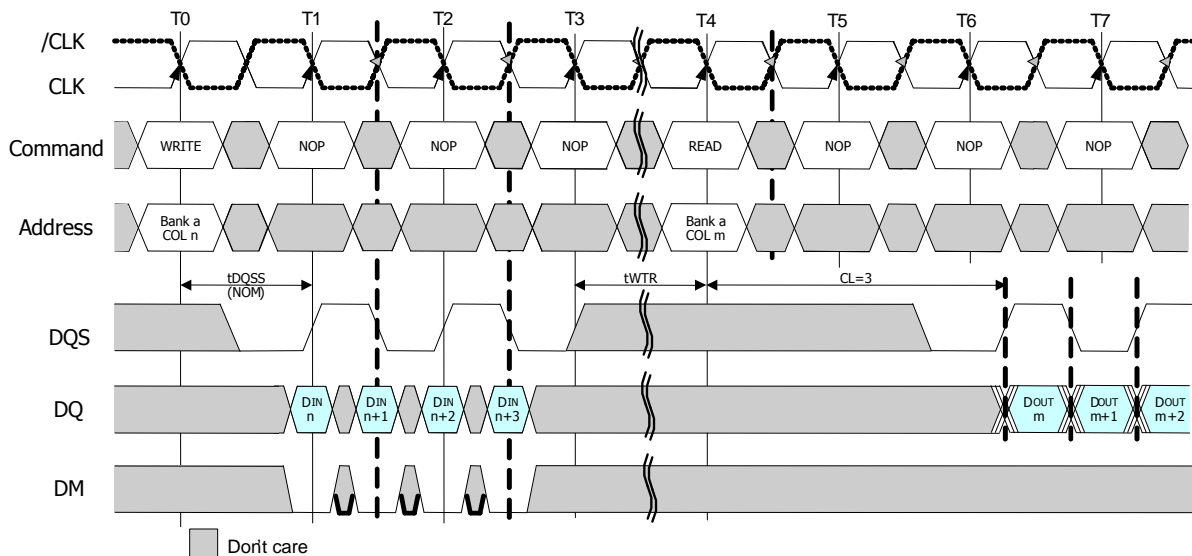 T0 T1 T2 T3 T4 T5 T6 T7
/CLK
CLK
Command WRITE NOP NOP NOP READ NOP NOP NOP
Address Bank a COL n Bank a COL m
tDQSS (NOM) tWTR CL=3
DQS
DQ DIN n DIN n+1 DIN n+2 DIN n+3 DOUT m DOUT m+1 DOUT m+2
DM
Don't care